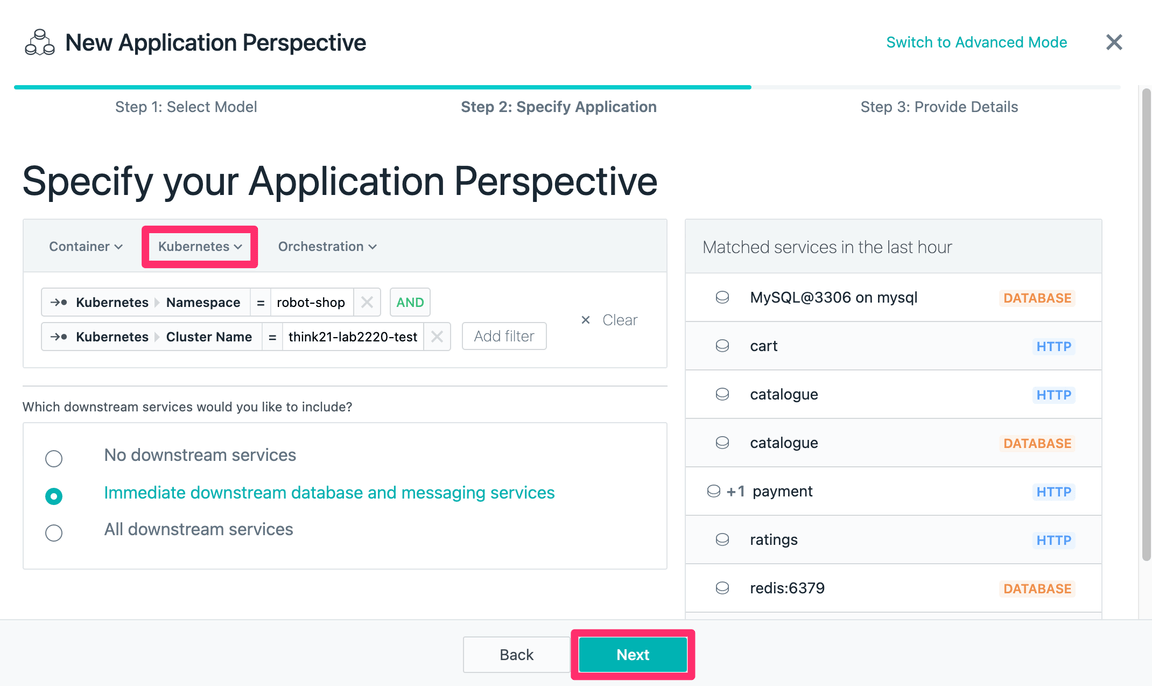 New Application Perspective
Switch to Advanced Mode
Step 1: Select Model
Step 2: Specify Application
Step 3: Provide Details
Specify your Application Perspective
Container
Kubernetes
Orchestration
Kubernetes Namespace = robot-shop
AND
Kubernetes Cluster Name = think21-lab2220-test
Add filter
Clear
Which downstream services would you like to include?
No downstream services
Immediate downstream database and messaging services
All downstream services
Matched services in the last hour
MySQL@3306 on mysql DATABASE
cart HTTP
catalogue HTTP
catalogue DATABASE
+1 payment HTTP
ratings HTTP
redis:6379 DATABASE
Back
Next